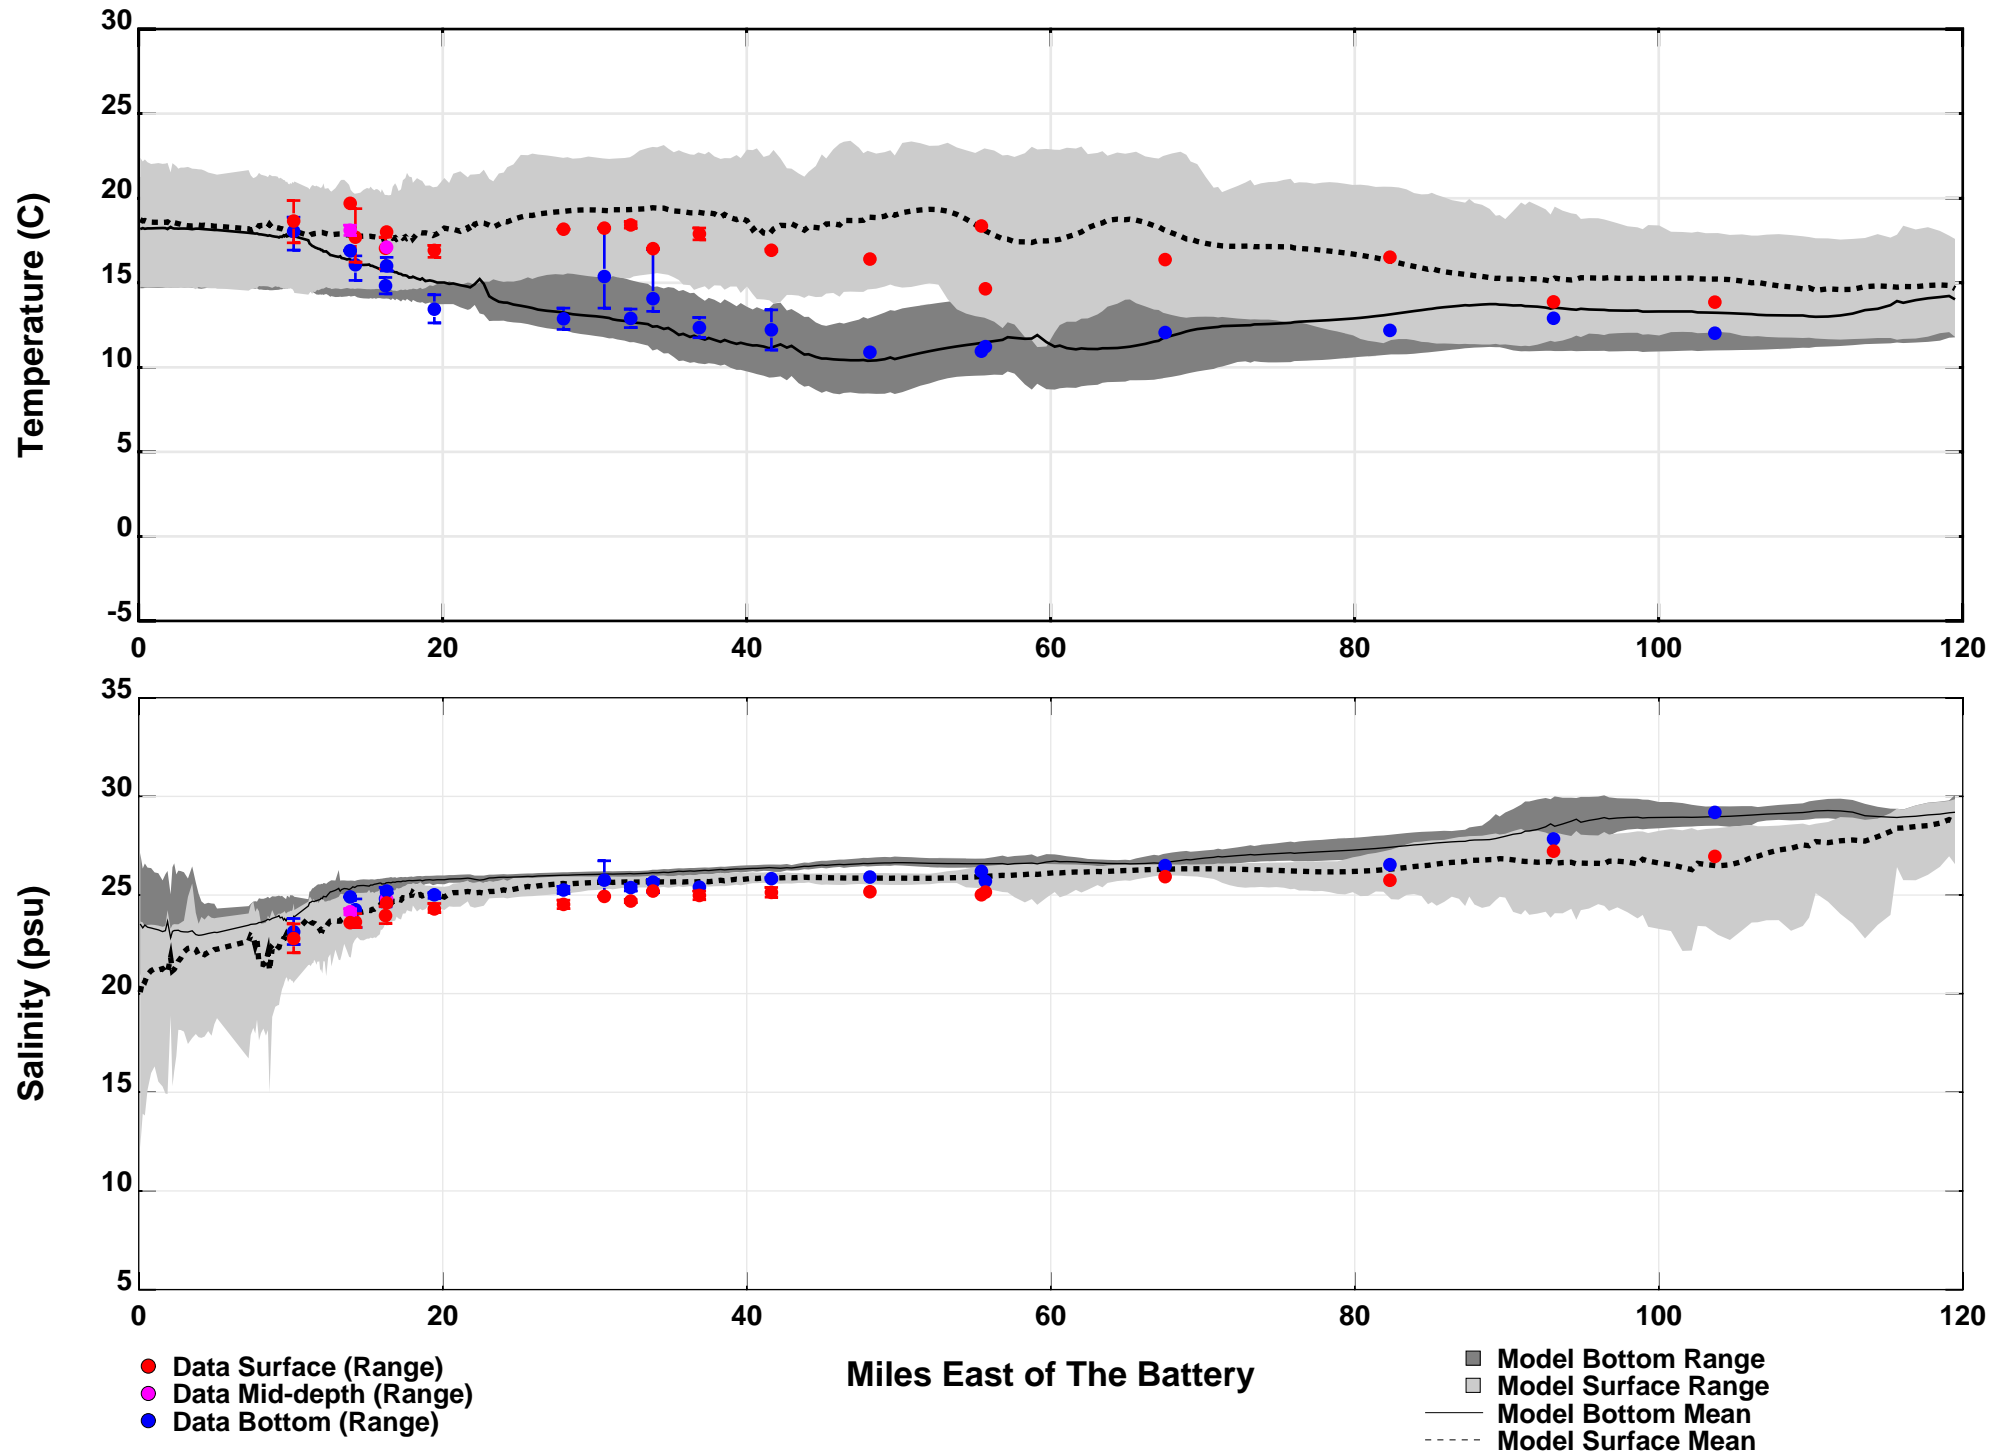 30
25
20
15
10
5
0
-5
Temperature (C)
0 20 40 60 80 100 120
35
30
25
20
15
10
5
Salinity (psu)
0 20 40 60 80 100 120
Miles East of The Battery
Data Surface (Range)
Data Mid-depth (Range)
Data Bottom (Range)
Model Bottom Range
Model Surface Range
Model Bottom Mean
Model Surface Mean